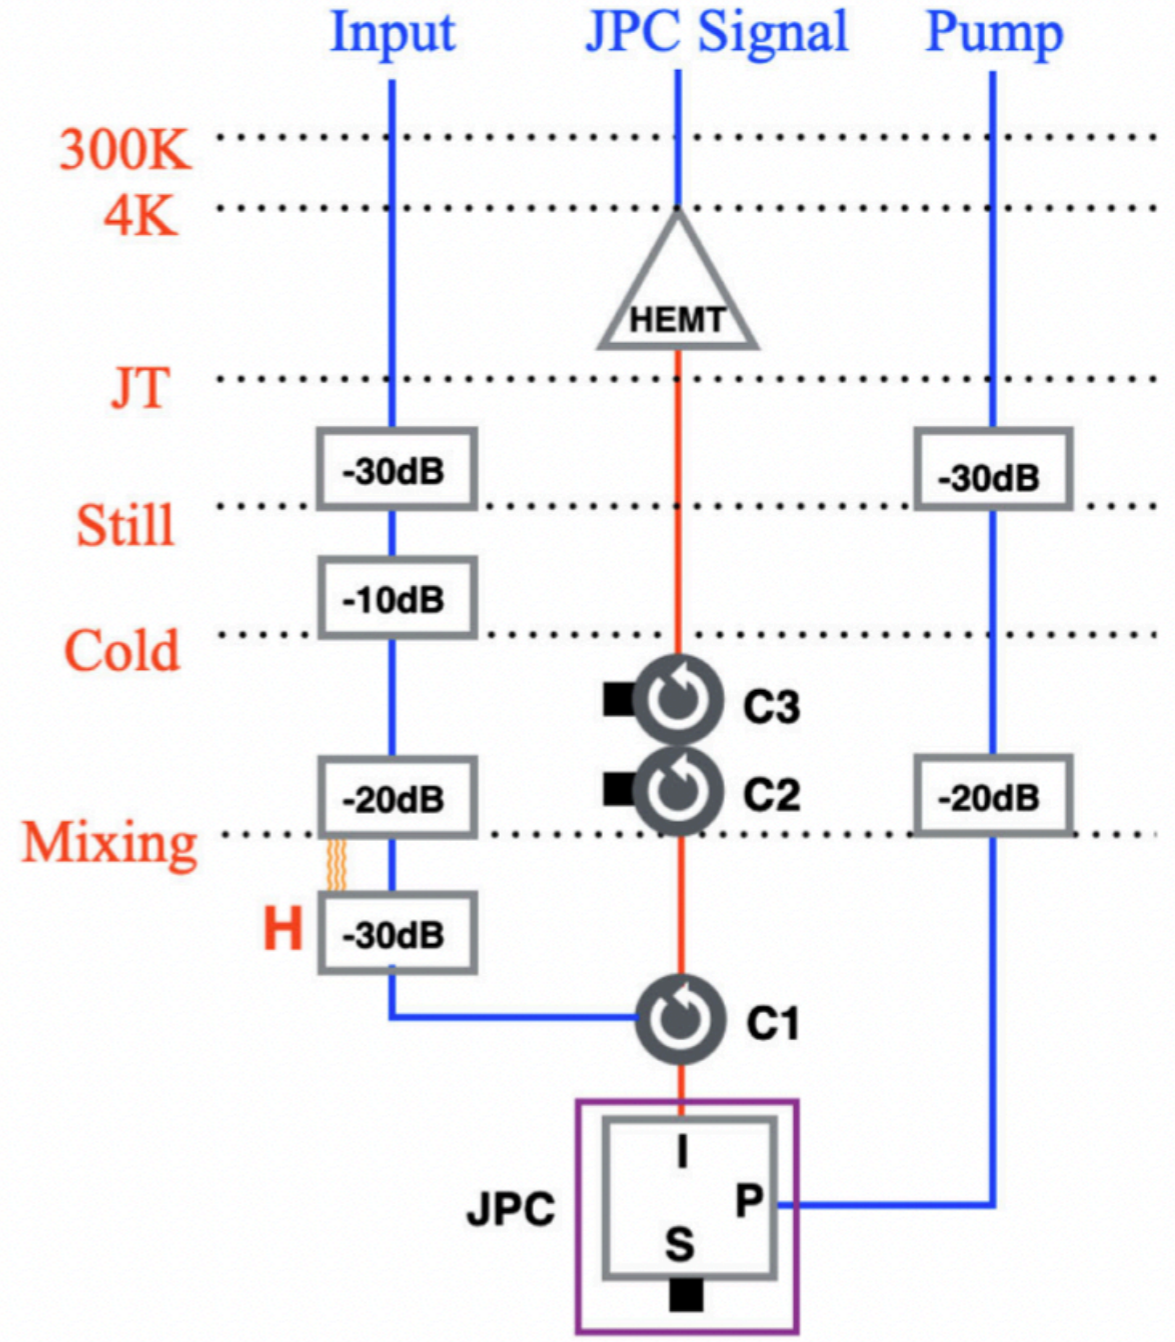 Input JPC Signal Pump
300K
4K
HEMT
JT
-30dB -30dB
Still
-10dB
Cold
C3
C2
-20dB -20dB
Mixing
H -30dB
C1
I
P
JPC
S